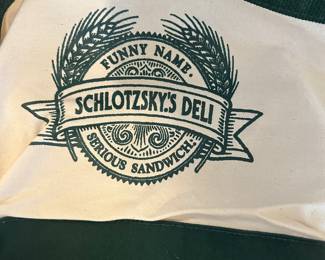 FUNNY NAME.
SCHLOTZSKY'S DELI
SERIOUS SANDWICH.